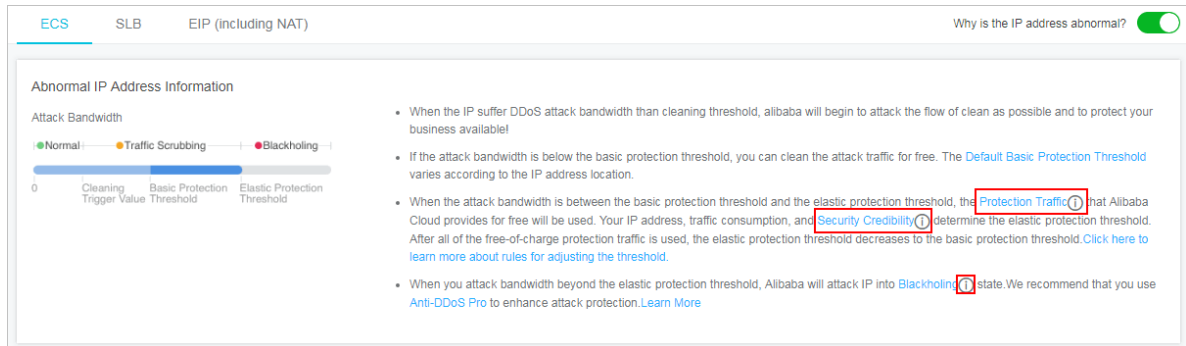 ECS SLB EIP (including NAT) Why is the IP address abnormal?
Abnormal IP Address Information
Attack Bandwidth
Normal Traffic Scrubbing Blackholing
0 Cleaning Trigger Value Basic Protection Threshold Elastic Protection Threshold
• When the IP suffer DDoS attack bandwidth than cleaning threshold, alibaba will begin to attack the flow of clean as possible and to protect your
business available!
• If the attack bandwidth is below the basic protection threshold, you can clean the attack traffic for free. The Default Basic Protection Threshold
varies according to the IP address location.
• When the attack bandwidth is between the basic protection threshold and the elastic protection threshold, the Protection Traffic that Alibaba
Cloud provides for free will be used. Your IP address, traffic consumption, and Security Credibility determine the elastic protection threshold.
After all of the free-of-charge protection traffic is used, the elastic protection threshold decreases to the basic protection threshold.Click here to
learn more about rules for adjusting the threshold.
• When you attack bandwidth beyond the elastic protection threshold, Alibaba will attack IP into Blackholing state.We recommend that you use
Anti-DDoS Pro to enhance attack protection.Learn More